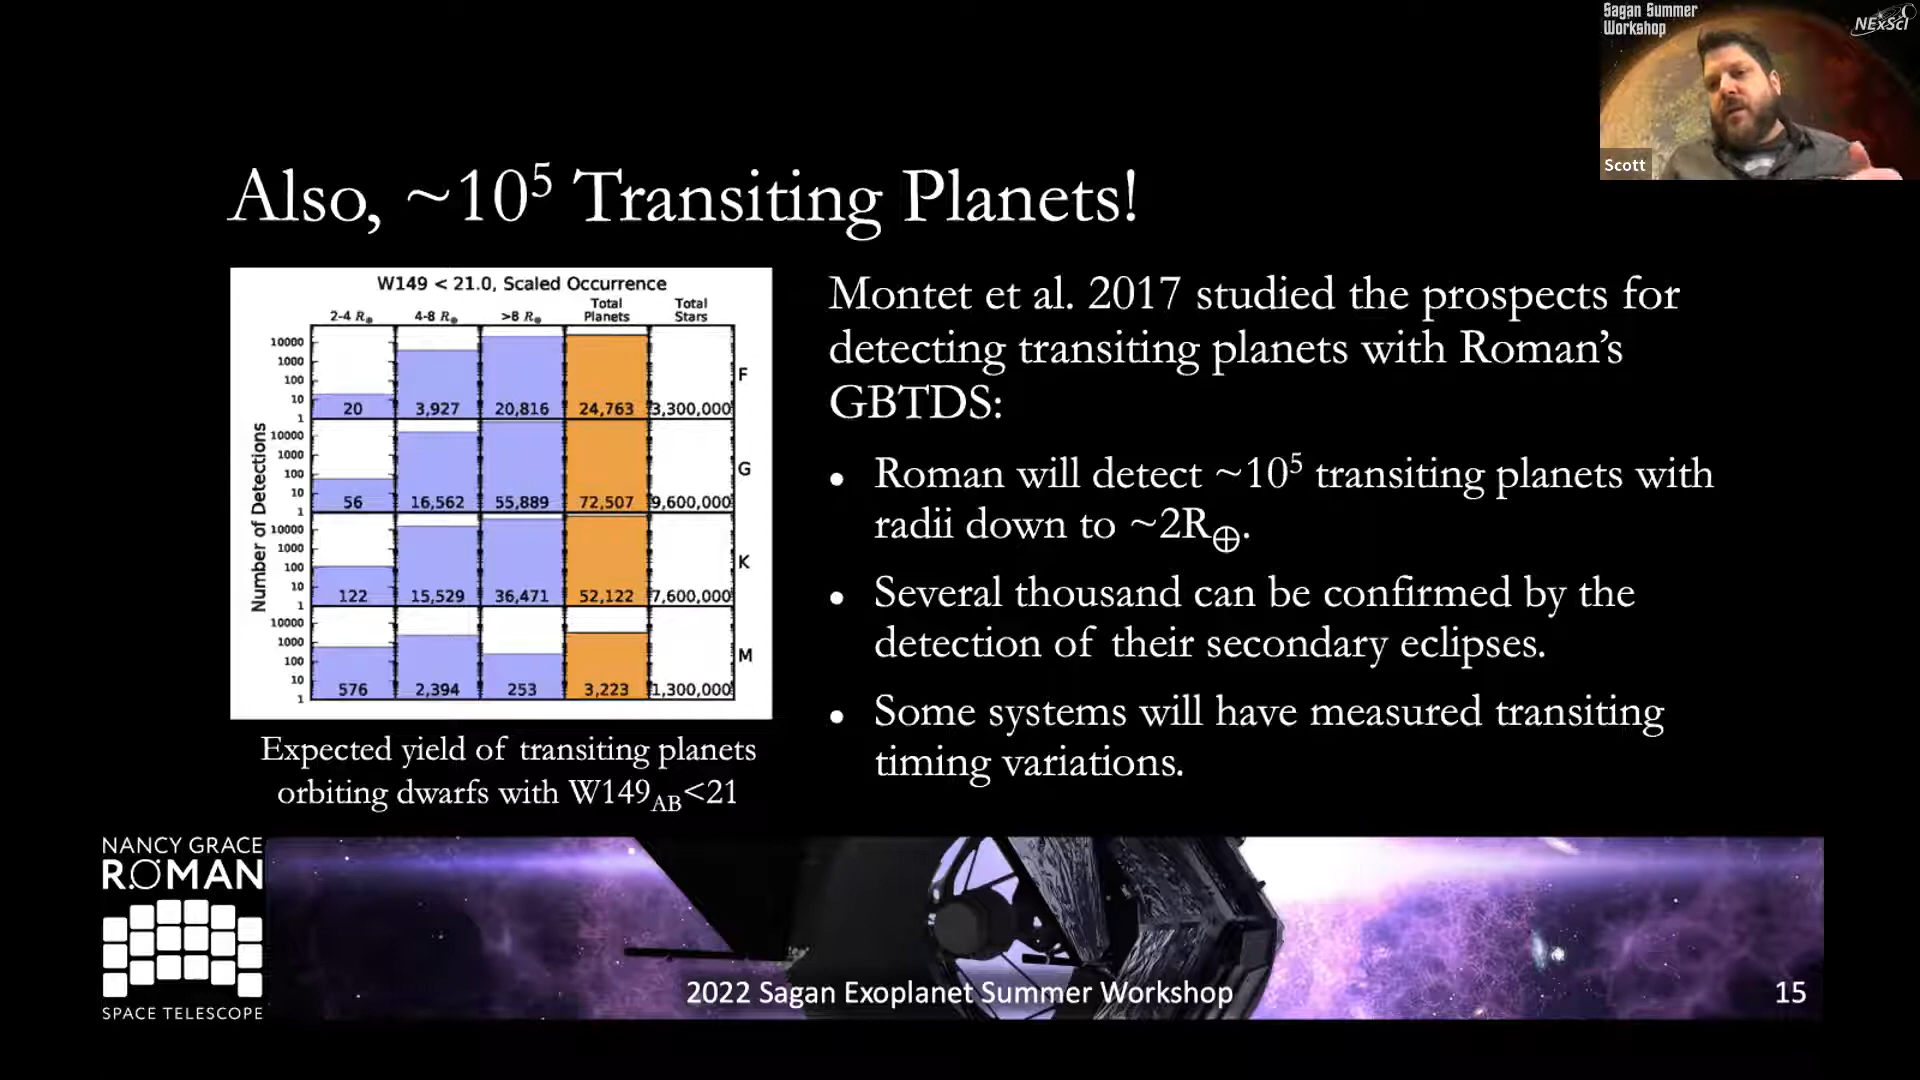 Sagan Summer
Workshop
NExScI
Scott
Also, ~10⁵ Transiting Planets!
W149 < 21.0, Scaled Occurrence
2-4 R⊕ 4-8 R⊕ >8 R⊕ Total Planets Total Stars
Number of Detections
10000
1000
100
10
1
20 3,927 20,816 24,763 3,300,000 F
10000
1000
100
10
1
56 16,562 55,889 72,507 9,600,000 G
10000
1000
100
10
1
122 15,529 36,471 52,122 7,600,000 K
10000
1000
100
10
1
576 2,394 253 3,223 1,300,000 M
Expected yield of transiting planets
orbiting dwarfs with W149AB<21
Montet et al. 2017 studied the prospects for
detecting transiting planets with Roman’s
GBTDS:
• Roman will detect ~10⁵ transiting planets with
radii down to ~2R⊕.
• Several thousand can be confirmed by the
detection of their secondary eclipses.
• Some systems will have measured transiting
timing variations.
NANCY GRACE
ROMAN
SPACE TELESCOPE
2022 Sagan Exoplanet Summer Workshop
15